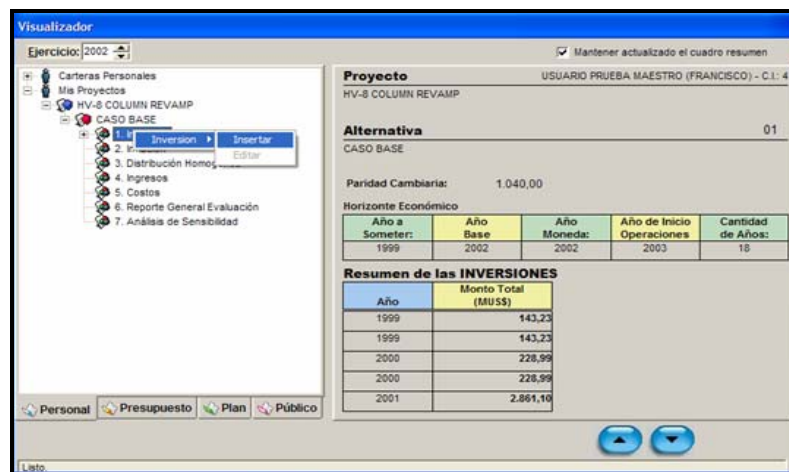 Visualizador
Ejercicio: 2002
Mantener actualizado el cuadro resumen
Carteras Personales
Mis Proyectos
HV-8 COLUMN REVAMP
CASO BASE
1. In
Inversion
Insertar
Editar
2.
3. Distribución
4. Ingresos
5. Costos
6. Reporte General Evaluación
7. Análisis de Sensibilidad
Personal Presupuesto Plan Público
Proyecto USUARIO PRUEBA MAESTRO (FRANCISCO) - C.I.: 4
HV-8 COLUMN REVAMP
Alternativa 01
CASO BASE
Paridad Cambiaria: 1.040,00
Horizonte Económico
Año a Someter: Año Base Año Moneda: Año de Inicio Operaciones Cantidad de Años:
1999 2002 2002 2003 18
Resumen de las INVERSIONES
Año Monto Total (MUS$)
1999 143,23
1999 143,23
2000 228,99
2000 228,99
2001 2.861,10
Listo.